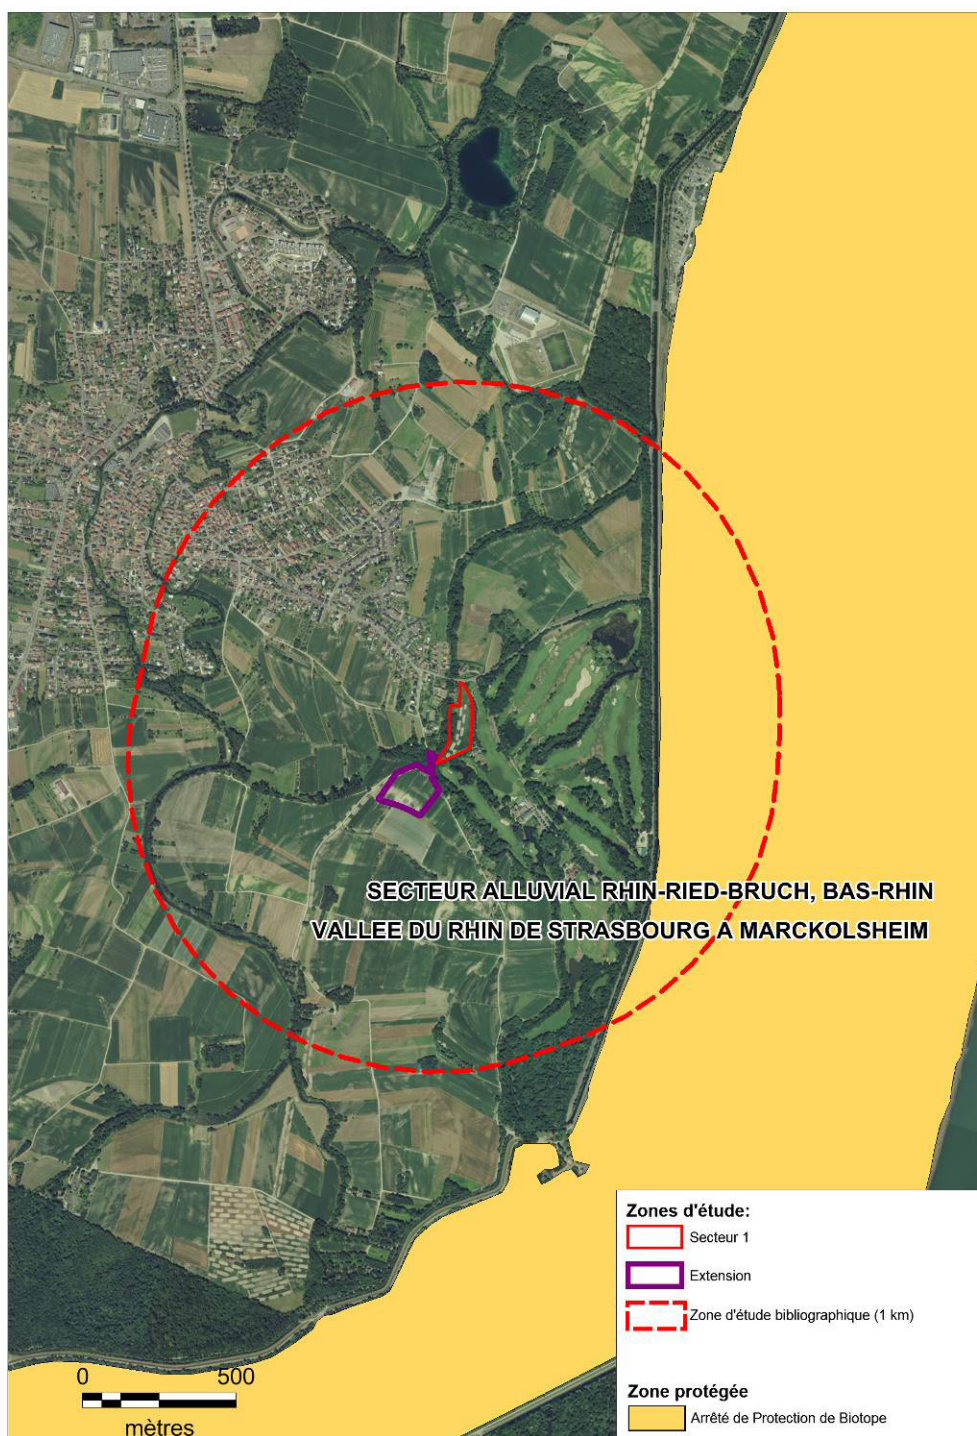 SECTEUR ALLUVIAL RHIN-RIED-BRUCH, BAS-RHIN
VALLEE DU RHIN DE STRASBOURG A MARCKOLSHEIM
Zones d'étude:
Secteur 1
Extension
Zone d'étude bibliographique (1 km)
Zone protégée
Arrêté de Protection de Biotope
0 500
mètres